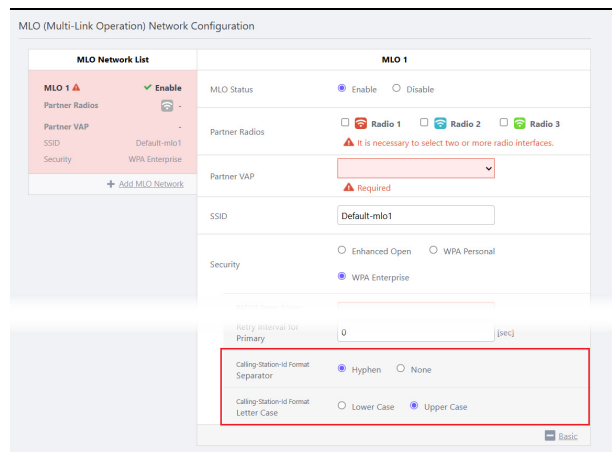 MLO (Multi-Link Operation) Network Configuration
MLO Network List
MLO 1
Enable
Partner Radios
-
Partner VAP
-
SSID
Default-mlo1
Security
WPA Enterprise
Add MLO Network
MLO 1
MLO Status
Enable
Disable
Partner Radios
Radio 1
Radio 2
Radio 3
It is necessary to select two or more radio interfaces.
Partner VAP
Required
SSID
Default-mlo1
Security
Enhanced Open
WPA Personal
WPA Enterprise
Retry Interval for
Primary
0
[sec]
Calling-Station-Id Format
Separator
Hyphen
None
Calling-Station-Id Format
Letter Case
Lower Case
Upper Case
Basic